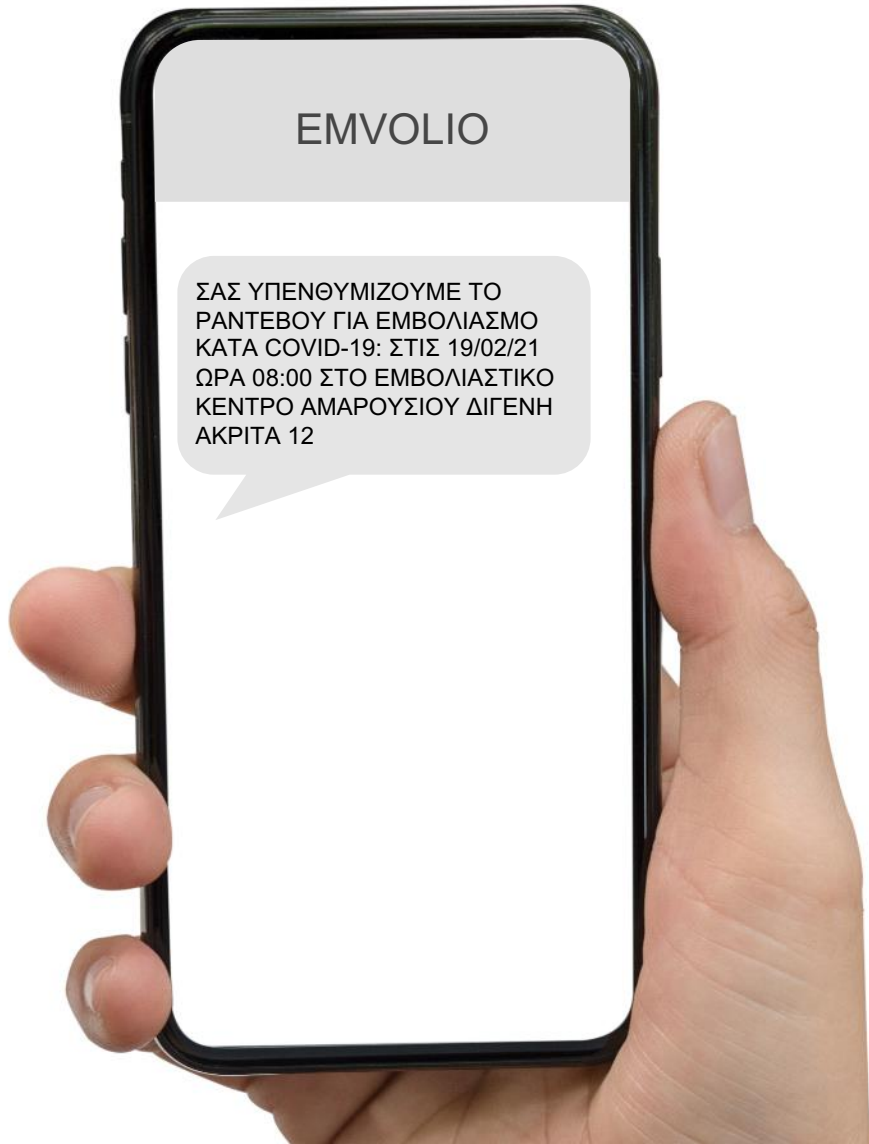 EMVOLIO
ΣΑΣ ΥΠΕΝΘΥΜΙΖΟΥΜΕ ΤΟ
ΡΑΝΤΕΒΟΥ ΓΙΑ ΕΜΒΟΛΙΑΣΜΟ
ΚΑΤΑ COVID-19: ΣΤΙΣ 19/02/21
ΩΡΑ 08:00 ΣΤΟ ΕΜΒΟΛΙΑΣΤΙΚΟ
ΚΕΝΤΡΟ ΑΜΑΡΟΥΣΙΟΥ ΔΙΓΕΝΗ
ΑΚΡΙΤΑ 12